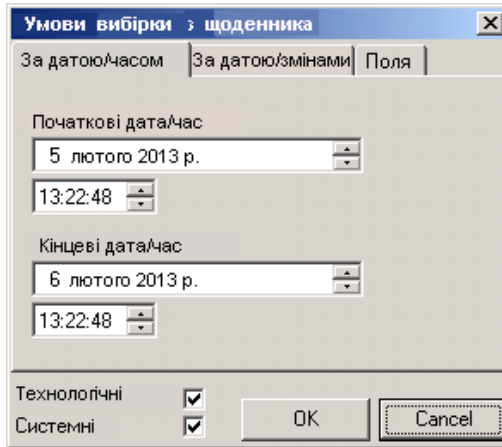 Умови вибірки з щоденника
За датою/часом За датою/змінами Поля
Початкові дата/час
5 лютого 2013 р.
13:22:48
Кінцеві дата/час
6 лютого 2013 р.
13:22:48
Технологічні
Системні
OK Cancel